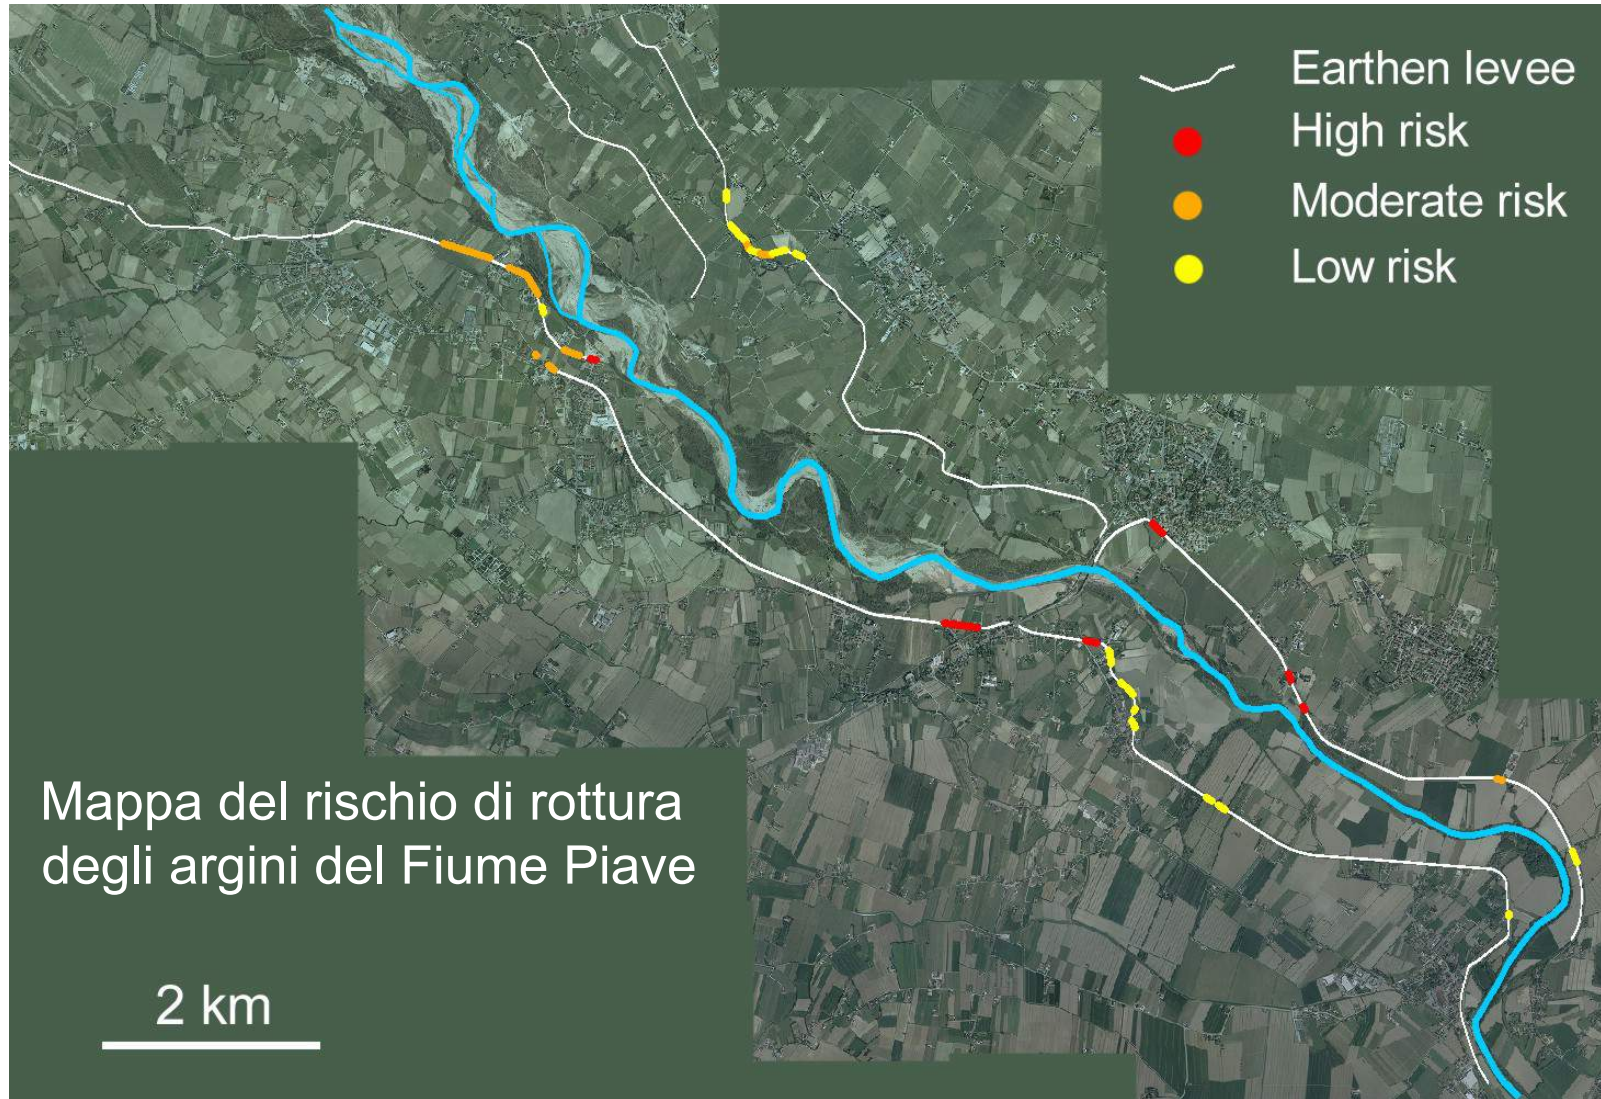 Earthen levee
High risk
Moderate risk
Low risk
Mappa del rischio di rottura
degli argini del Fiume Piave
2 km